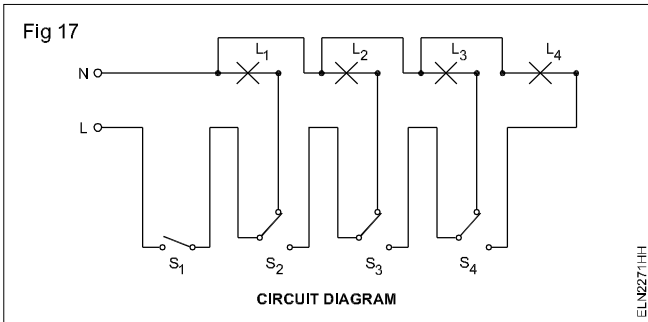 Fig 17
L1 L2 L3 L4
N
L
S1 S2 S3 S4
CIRCUIT DIAGRAM
ELN2271HH